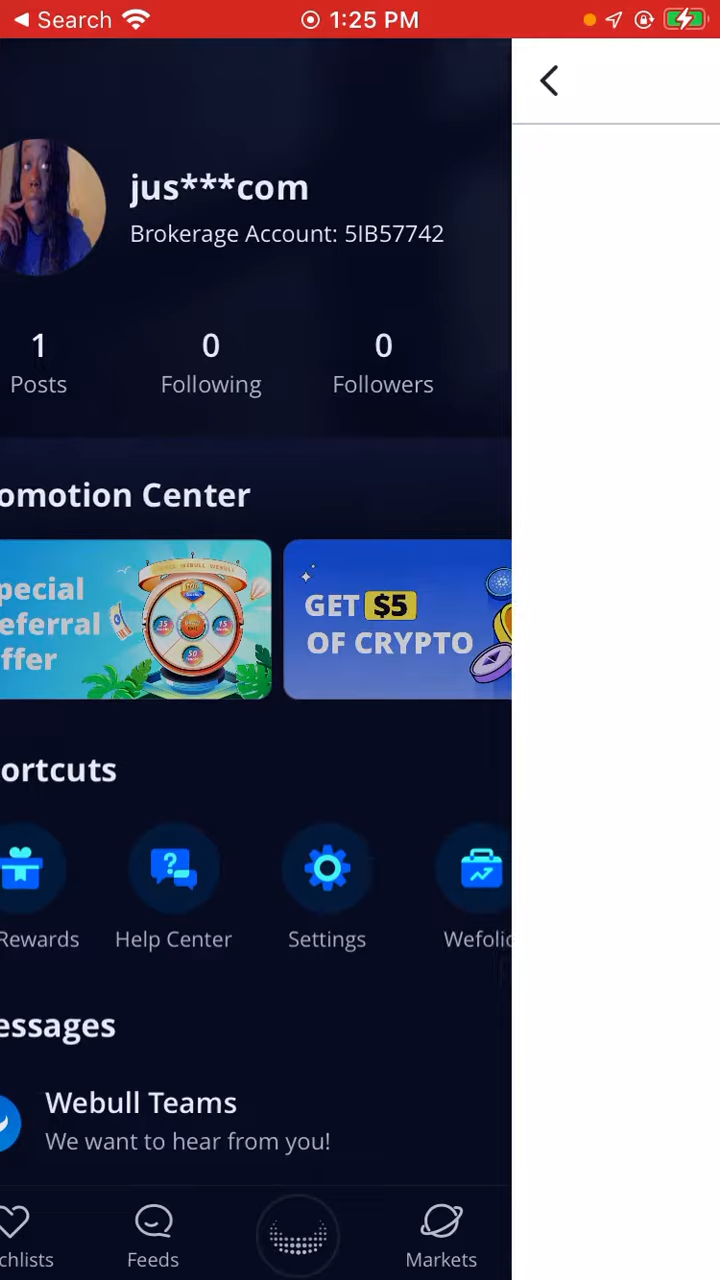 Search
1:25 PM
jus***com
Brokerage Account: 5IB57742
1
0
0
Posts
Following
Followers
omotion Center
pecial
eferral
ffer
GET $5
OF CRYPTO
ortcuts
Rewards
Help Center
Settings
Wefolio
essages
Webull Teams
We want to hear from you!
chlists
Feeds
Markets